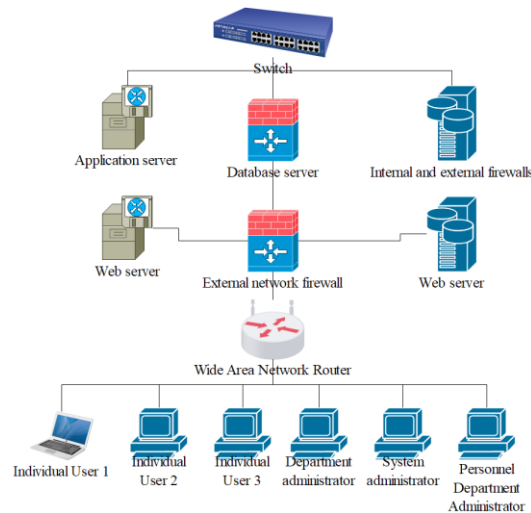 Switch
Application server
Database server
Internal and external firewalls
Web server
External network firewall
Web server
Wide Area Network Router
Individual User 1
Individual
User 2
Individual
User 3
Department
administrator
System
administrator
Personnel
Department
Administrator